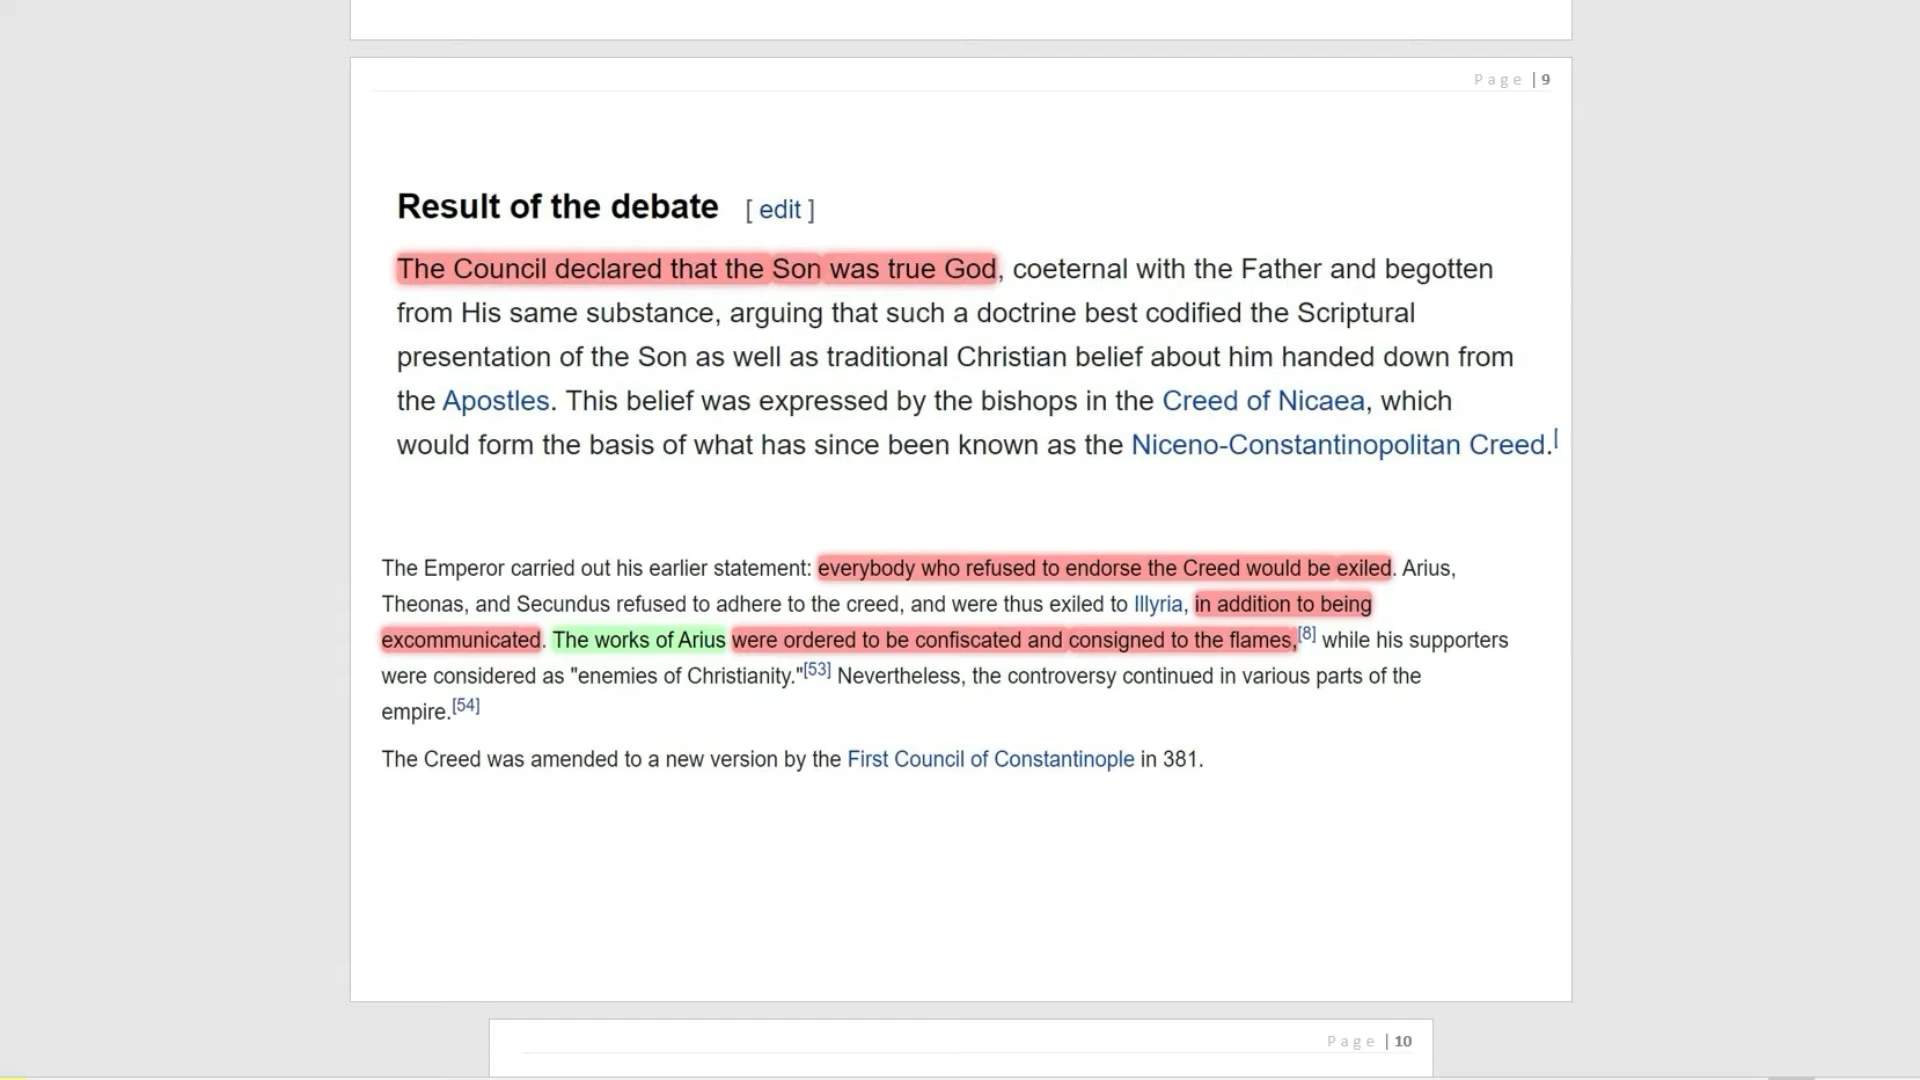 Page | 9
Result of the debate [ edit ]
The Council declared that the Son was true God, coeternal with the Father and begotten
from His same substance, arguing that such a doctrine best codified the Scriptural
presentation of the Son as well as traditional Christian belief about him handed down from
the Apostles. This belief was expressed by the bishops in the Creed of Nicaea, which
would form the basis of what has since been known as the Niceno-Constantinopolitan Creed.[
The Emperor carried out his earlier statement: everybody who refused to endorse the Creed would be exiled. Arius,
Theonas, and Secundus refused to adhere to the creed, and were thus exiled to Illyria, in addition to being
excommunicated. The works of Arius were ordered to be confiscated and consigned to the flames,[8] while his supporters
were considered as "enemies of Christianity."[53] Nevertheless, the controversy continued in various parts of the
empire.[54]
The Creed was amended to a new version by the First Council of Constantinople in 381.
Page | 10